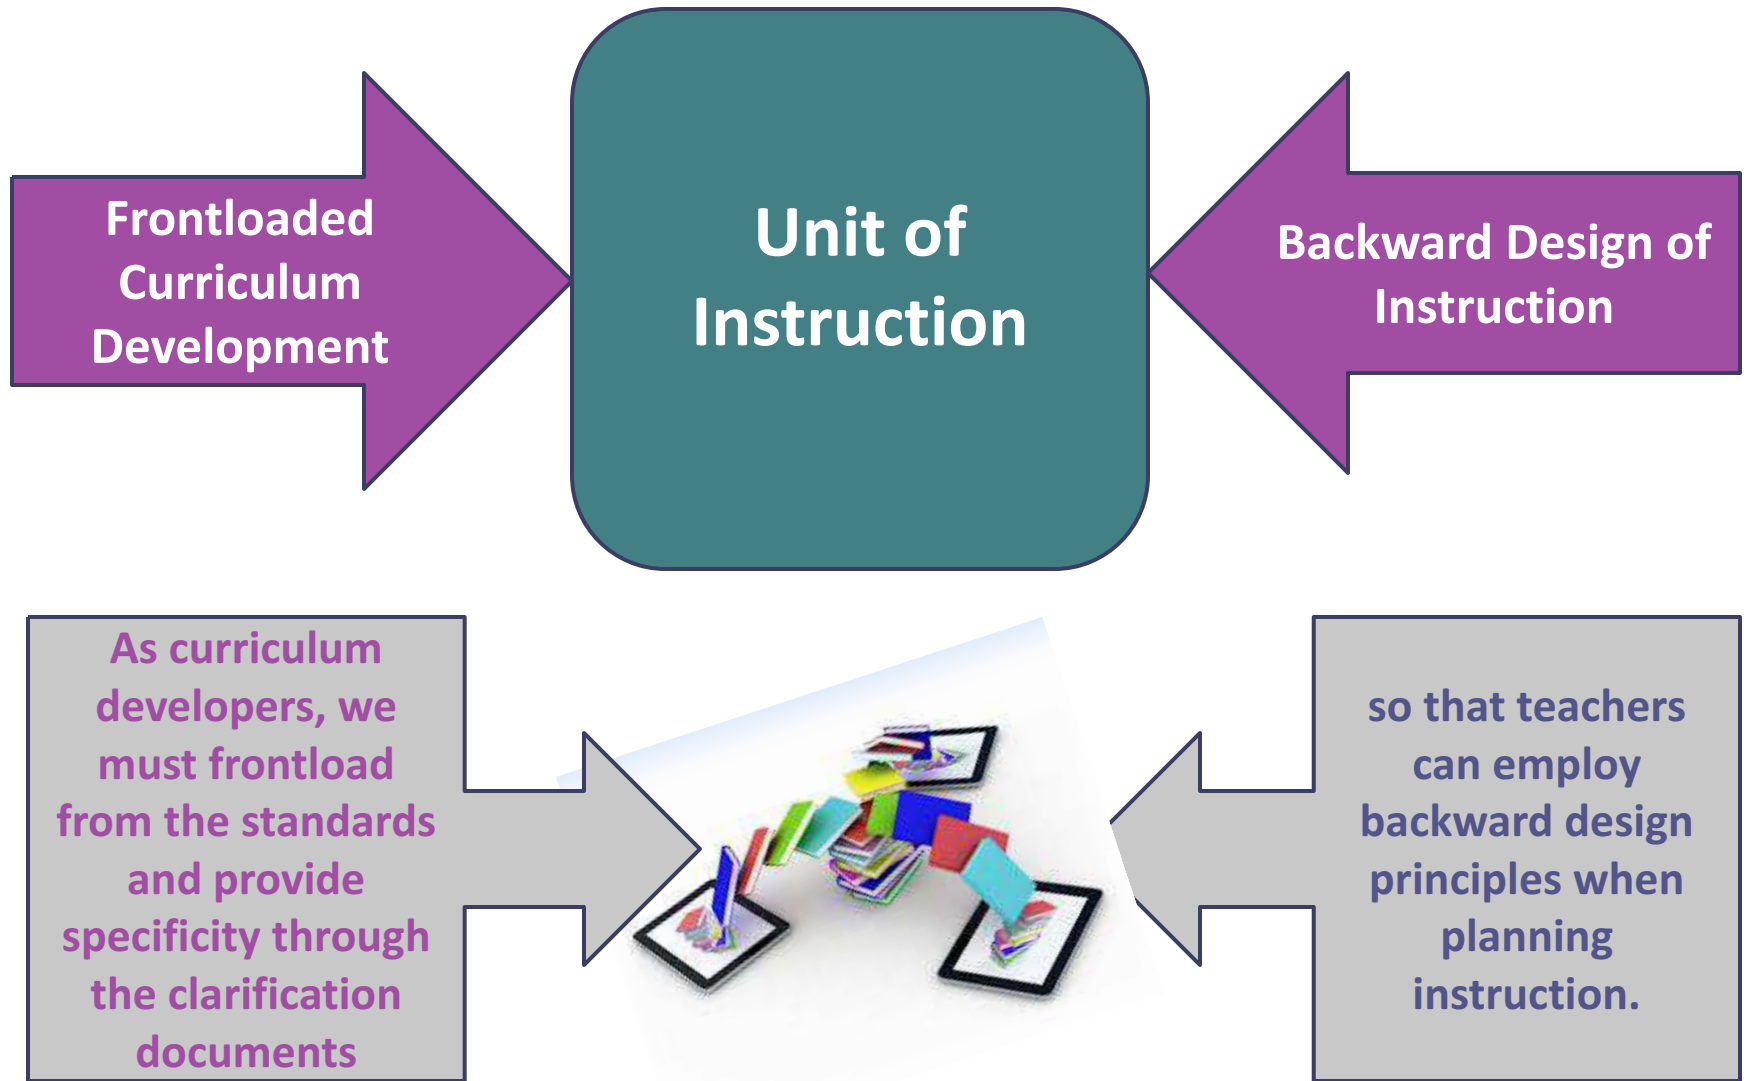 Frontloaded
Curriculum
Development
Unit of
Instruction
Backward Design of
Instruction
As curriculum
developers, we
must frontload
from the standards
and provide
specificity through
the clarification
documents
so that teachers
can employ
backward design
principles when
planning
instruction.